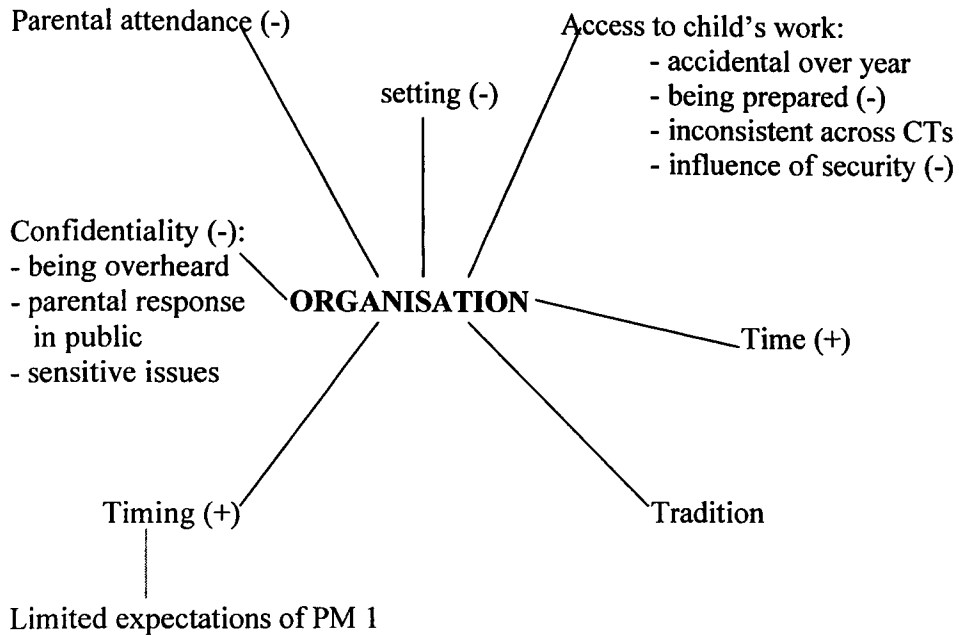 Parental attendance (-)
Access to child's work:
- accidental over year
- being prepared (-)
- inconsistent across CTs
- influence of security (-)
setting (-)
Confidentiality (-):
- being overheard
- parental response
in public
- sensitive issues
ORGANISATION
Time (+)
Timing (+)
Tradition
Limited expectations of PM 1